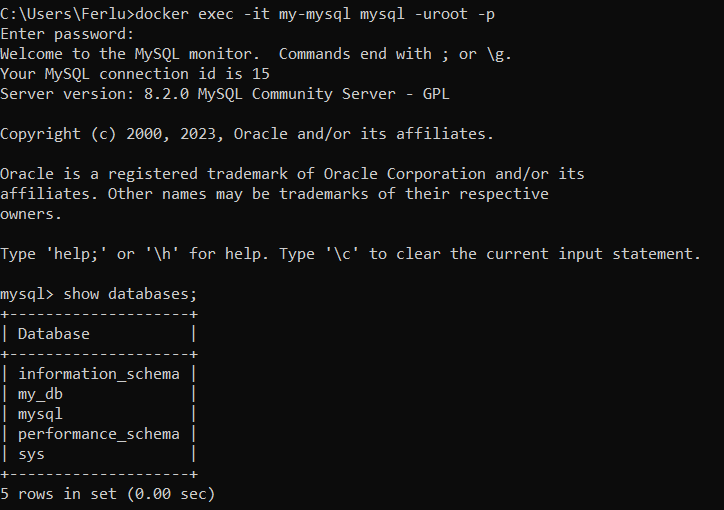 C:\Users\Ferlu>docker exec -it my-mysql mysql -uroot -p
Enter password:
Welcome to the MySQL monitor.  Commands end with ; or \g.
Your MySQL connection id is 15
Server version: 8.2.0 MySQL Community Server - GPL

Copyright (c) 2000, 2023, Oracle and/or its affiliates.

Oracle is a registered trademark of Oracle Corporation and/or its
affiliates. Other names may be trademarks of their respective
owners.

Type 'help;' or '\h' for help. Type '\c' to clear the current input statement.

mysql> show databases;
+--------------------+
| Database           |
+--------------------+
| information_schema |
| my_db              |
| mysql              |
| performance_schema |
| sys                |
+--------------------+
5 rows in set (0.00 sec)